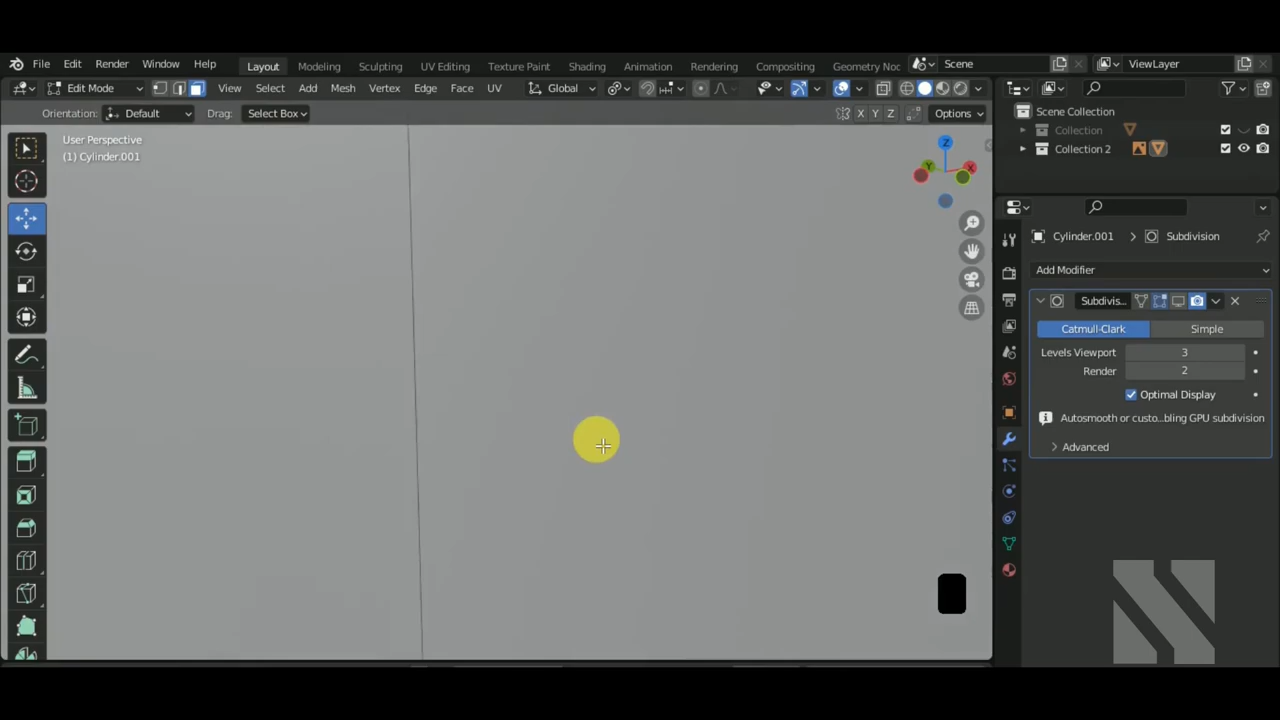 File Edit Render Window Help Layout Modeling Sculpting UV Editing Texture Paint Shading Animation Rendering Compositing Geometry Noc Scene ViewLayer
Edit Mode View Select Add Mesh Vertex Edge Face UV Global
Orientation: Default Drag: Select Box X Y Z Options
User Perspective
(1) Cylinder.001
Z
Y X
Scene Collection
Collection
Collection 2
Cylinder.001 Subdivision
Add Modifier
Subdivis...
Catmull-Clark Simple
Levels Viewport 3
Render 2
Optimal Display
Autosmooth or custo...bling GPU subdivision
Advanced